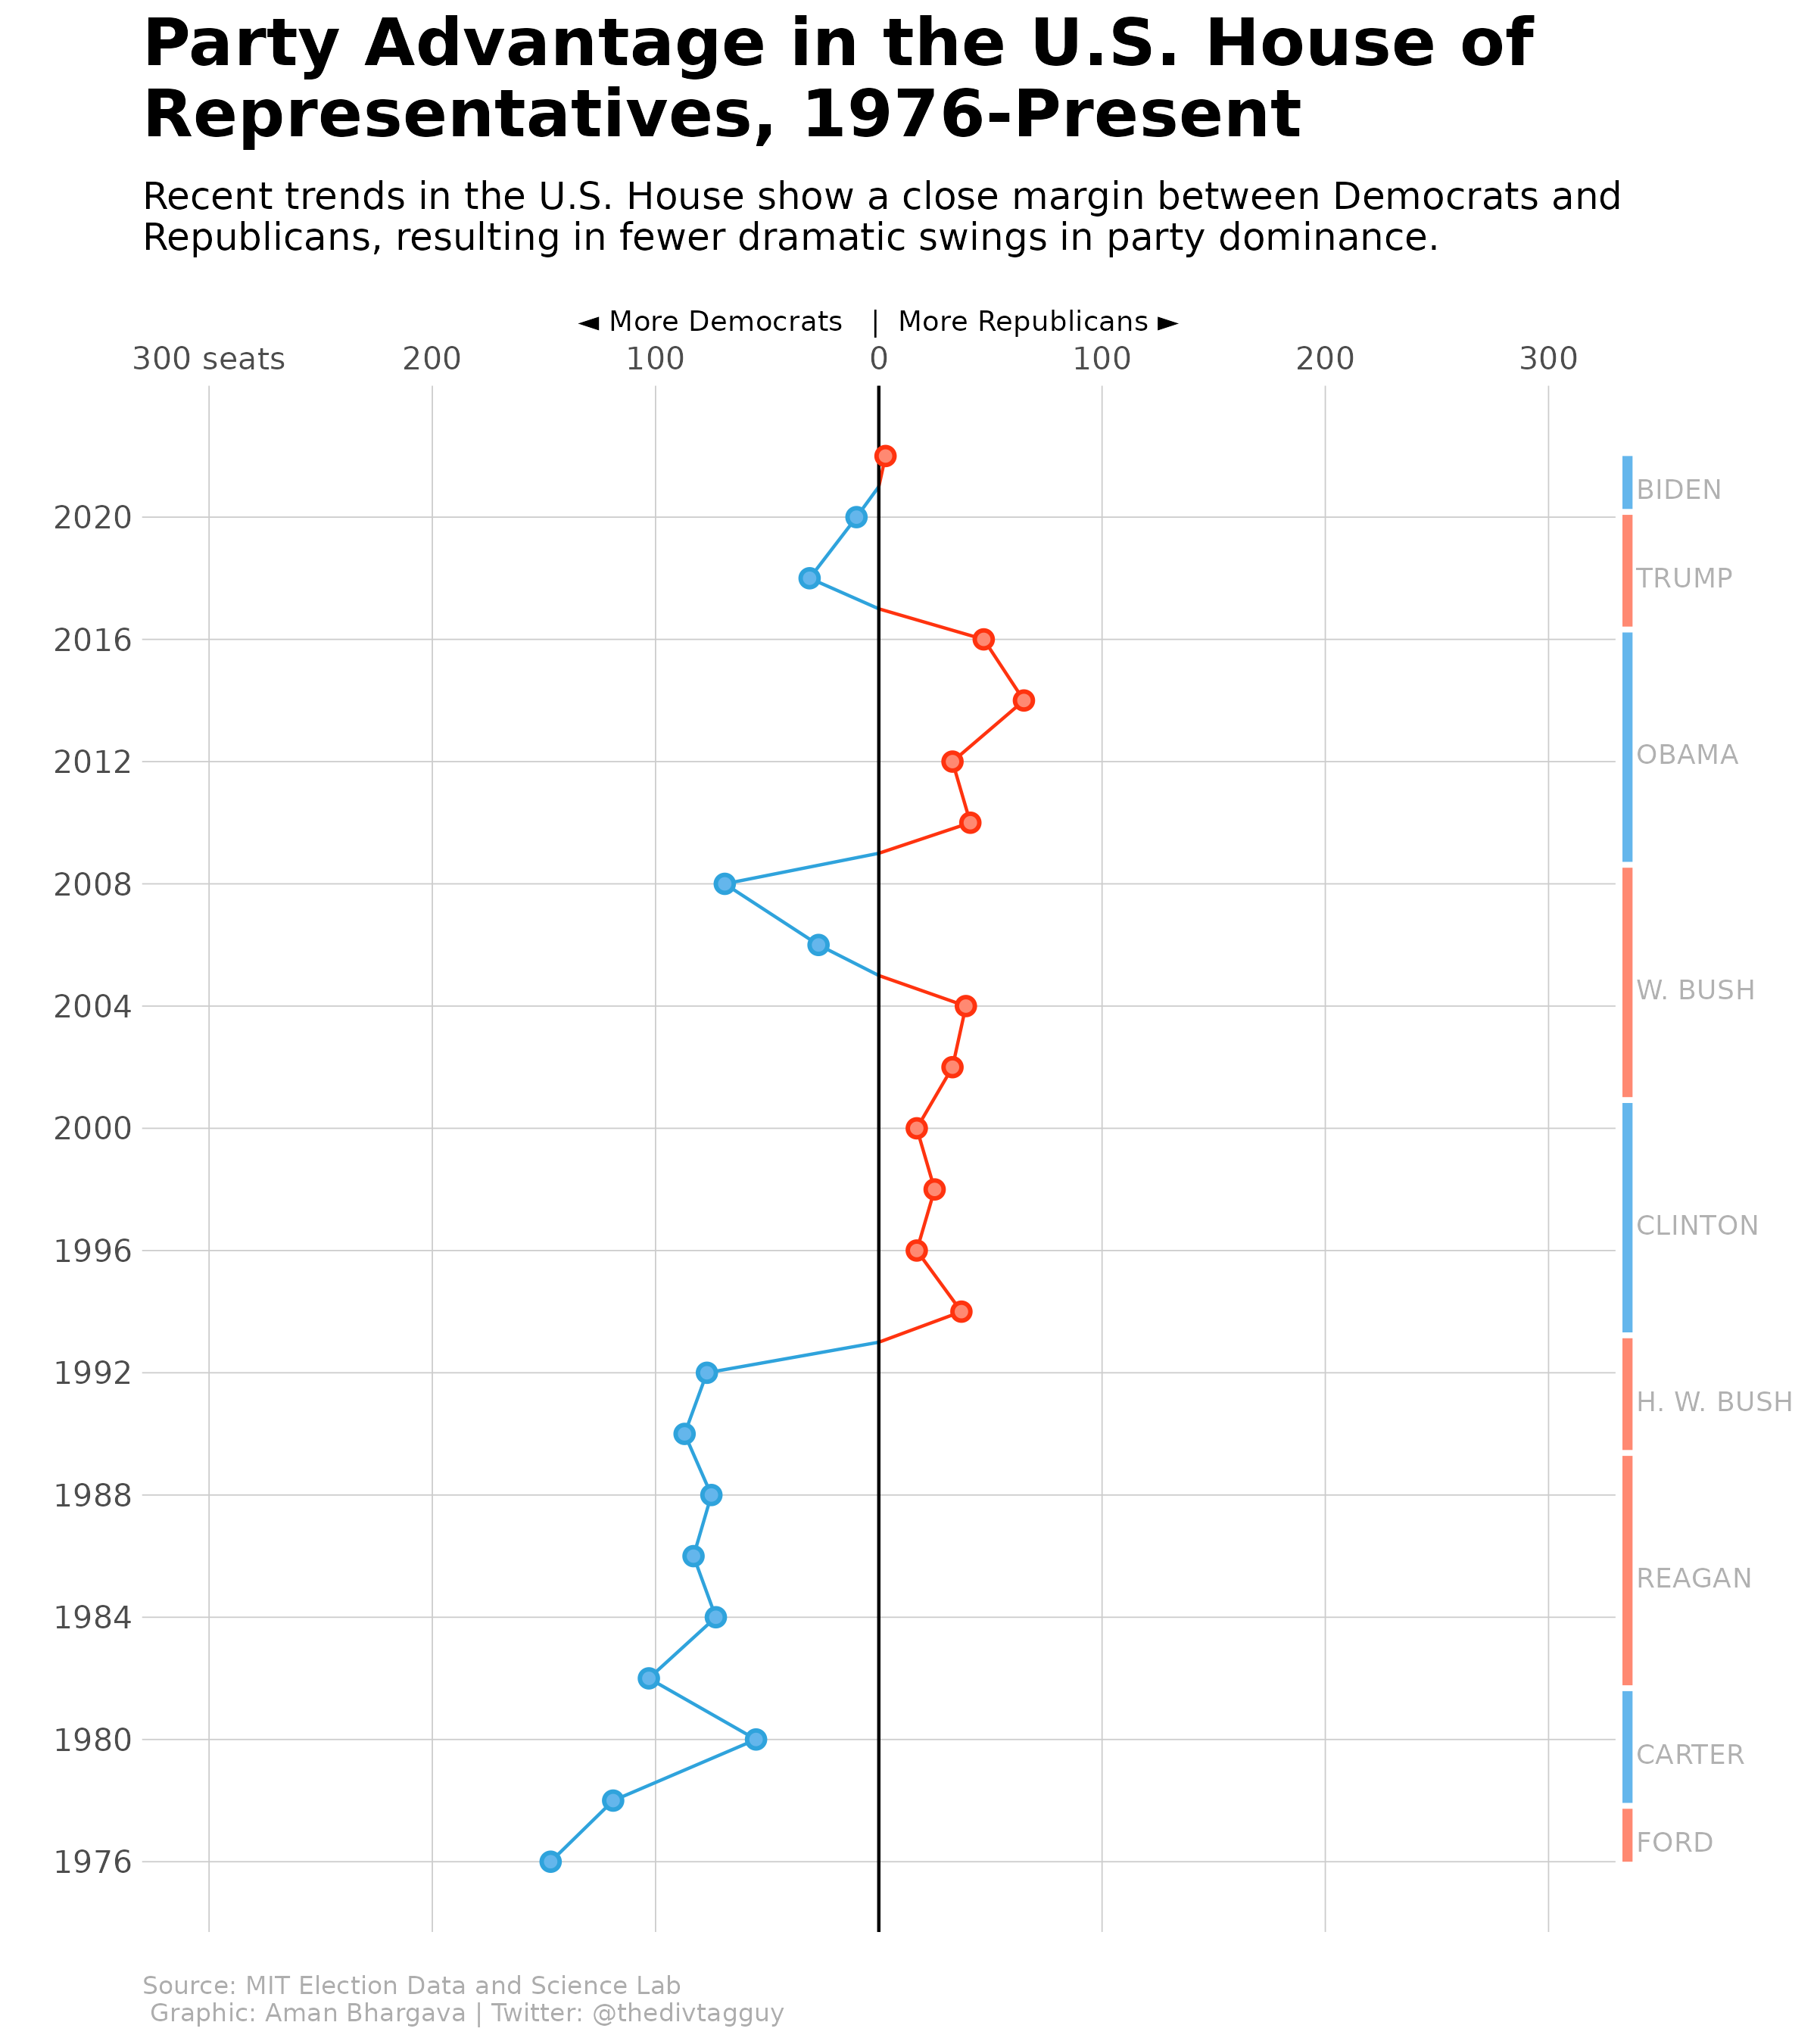 Party Advantage in the U.S. House of
Representatives, 1976-Present
Recent trends in the U.S. House show a close margin between Democrats and
Republicans, resulting in fewer dramatic swings in party dominance.
◄ More Democrats | More Republicans ►
300 seats 200 100 0 100 200 300
BIDEN
2020
TRUMP
2016
OBAMA
2012
2008
W. BUSH
2004
2000
CLINTON
1996
1992
H. W. BUSH
1988
REAGAN
1984
1980
CARTER
FORD
1976
Source: MIT Election Data and Science Lab
Graphic: Aman Bhargava | Twitter: @thedivtagguy